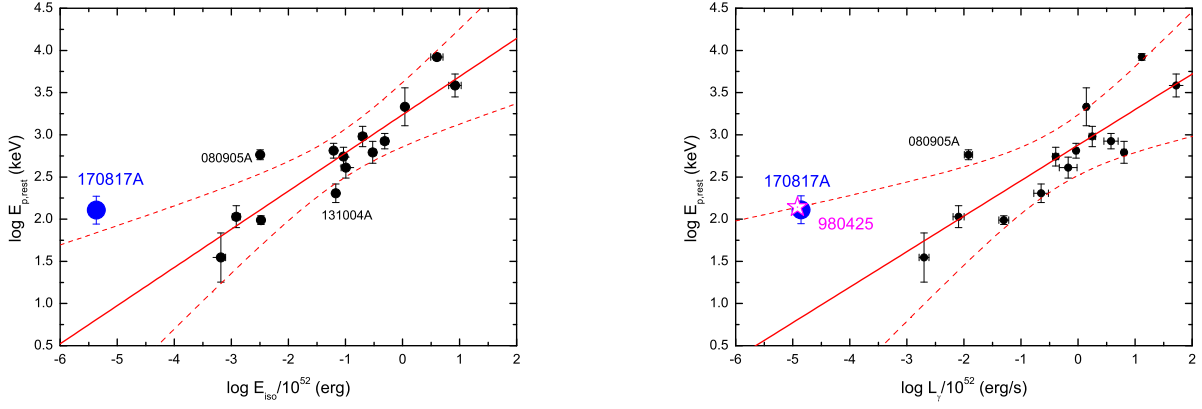 4.5
4.0
3.5
3.0
2.5
2.0
1.5
1.0
0.5
log E_p,rest (keV)
080905A
170817A
131004A
-6 -5 -4 -3 -2 -1 0 1 2
log E_iso/10^52 (erg)
4.5
4.0
3.5
3.0
2.5
2.0
1.5
1.0
0.5
log E_p,rest (keV)
080905A
170817A
980425
-6 -5 -4 -3 -2 -1 0 1 2
log L_γ/10^52 (erg/s)